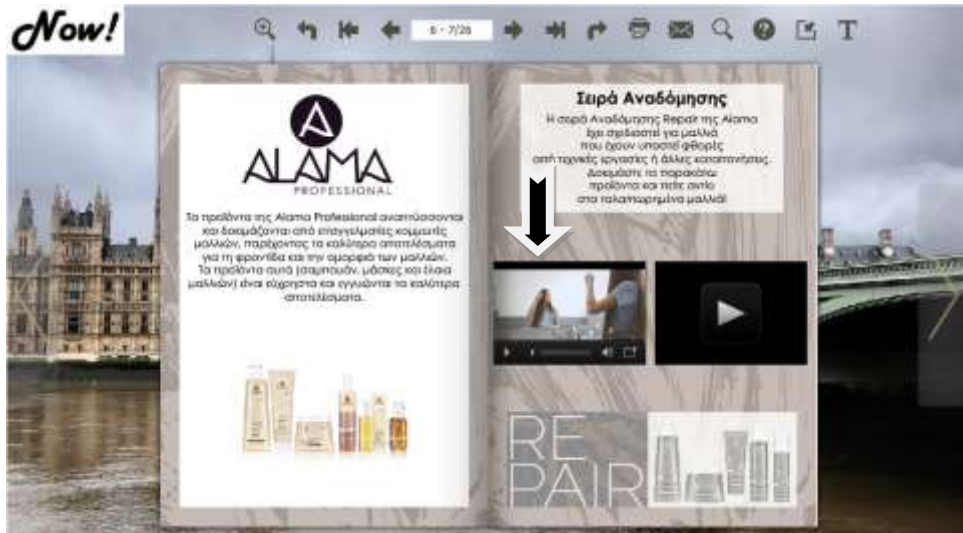 Now!
6 - 7/26
T
ALAMA
PROFESSIONAL
Τα προϊόντα της Alama Professional αναπτύσσονται
και δοκιμάζονται από επαγγελματίες κομμωτές
μαλλιών, παρέχοντας τα καλύτερα αποτελέσματα
για τη φροντίδα και την ομορφιά των μαλλιών.
Τα προϊόντα αυτά (σαμπουάν, μάσκες και έλαια
μαλλιών) είναι εύχρηστα και εγγυώνται τα καλύτερα
αποτελέσματα.
Σειρά Αναδόμησης
Η σειρά Αναδόμησης Repair της Alama
έχει σχεδιαστεί για μαλλιά
που έχουν υποστεί φθορές
από τεχνικές εργασίες ή άλλες καταπονήσεις.
Δοκιμάστε τα παρακάτω
προϊόντα και πείτε αντίο
στα ταλαιπωρημένα μαλλιά!
RE
PAIR